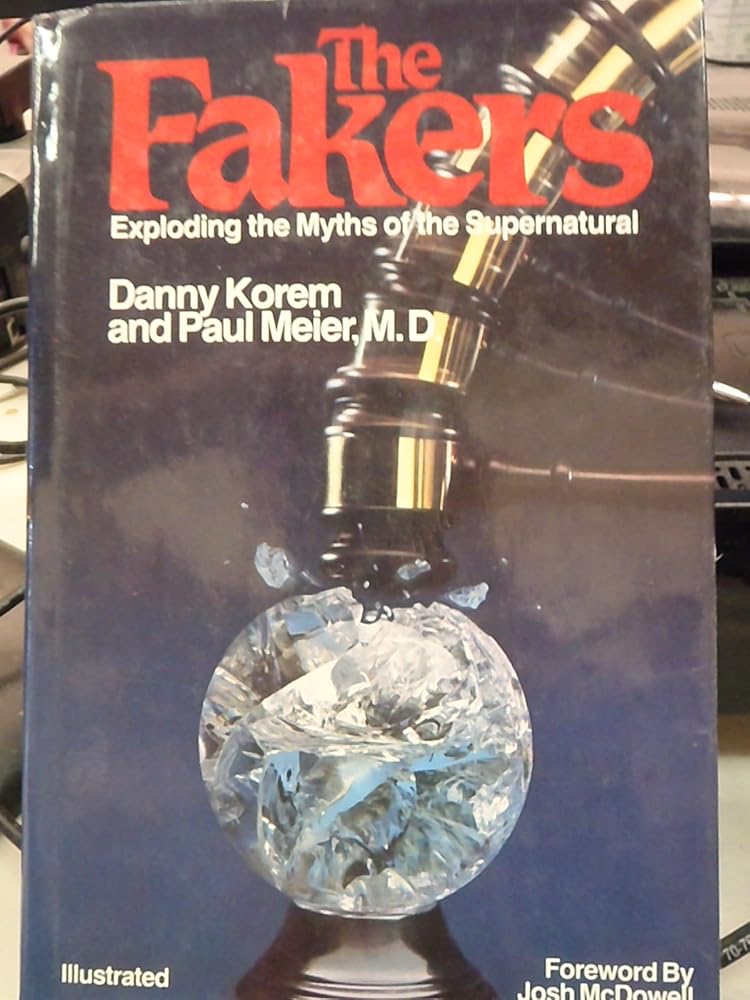 The
Fakers
Exploding the Myths of the Supernatural
Danny Korem
and Paul Meier, M.D.
Illustrated
Foreword By
Josh McDowell